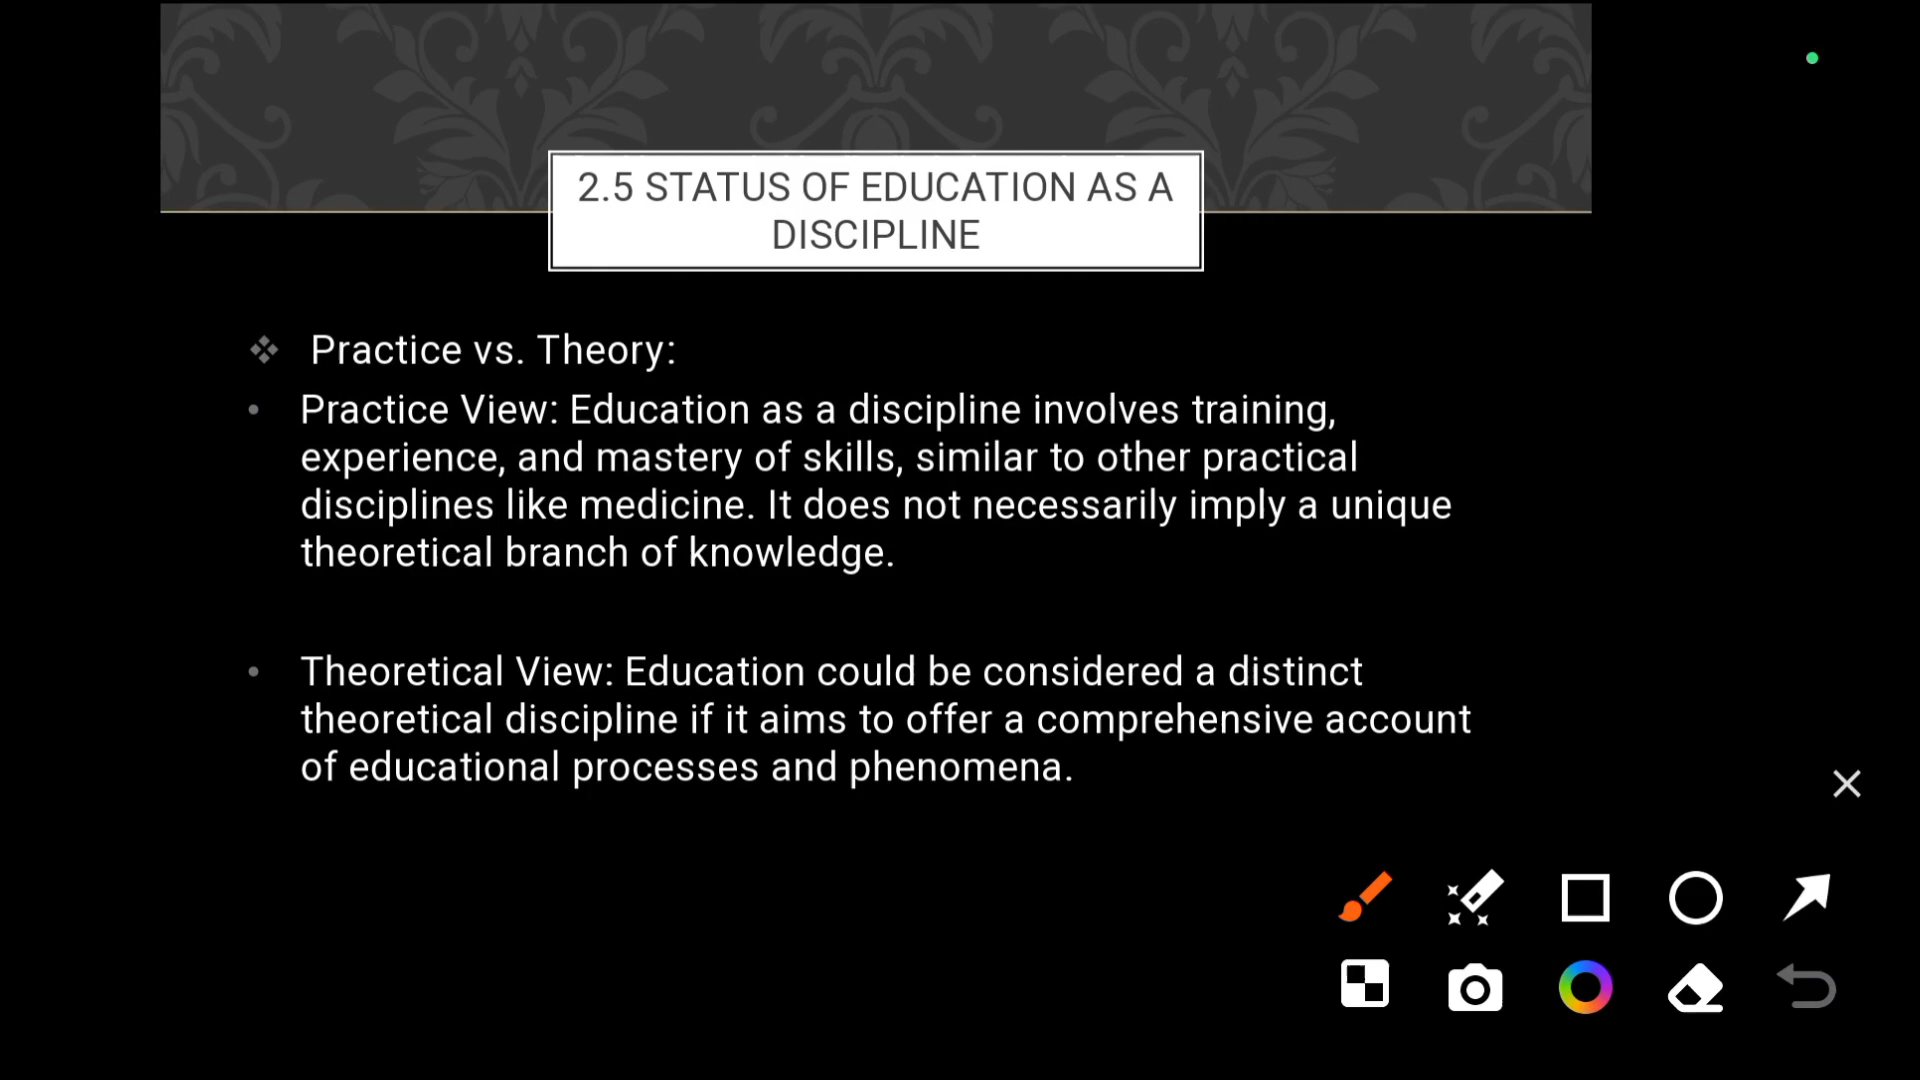 2.5 STATUS OF EDUCATION AS A
DISCIPLINE
Practice vs. Theory:
Practice View: Education as a discipline involves training,
experience, and mastery of skills, similar to other practical
disciplines like medicine. It does not necessarily imply a unique
theoretical branch of knowledge.
Theoretical View: Education could be considered a distinct
theoretical discipline if it aims to offer a comprehensive account
of educational processes and phenomena.